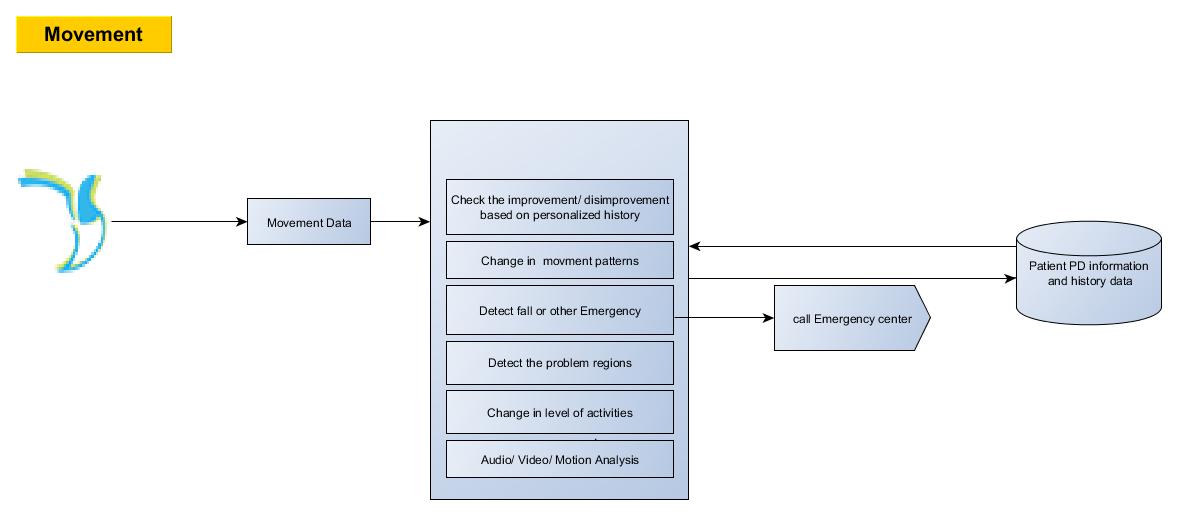 Movement
Movement Data
Check the improvement/ disimprovement
based on personalized history
Change in  movment patterns
Detect fall or other Emergency
Detect the problem regions
Change in level of activities
Audio/ Video/ Motion Analysis
call Emergency center
Patient PD information
and history data